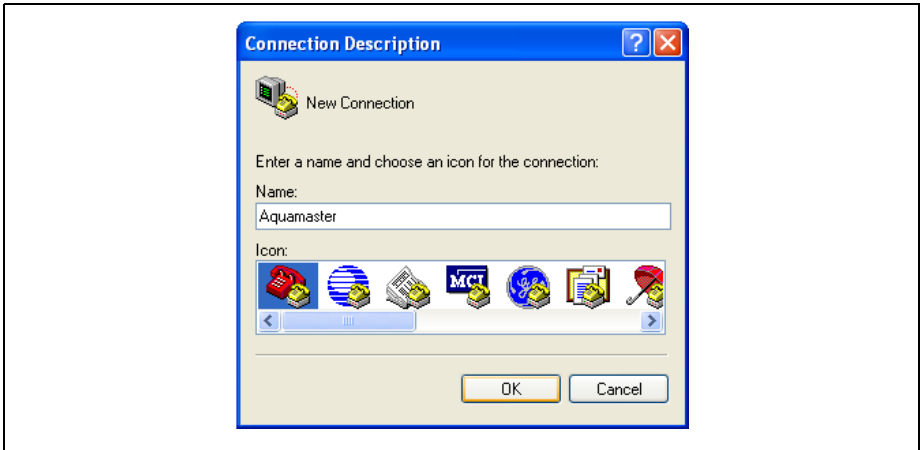 Connection Description
New Connection
Enter a name and choose an icon for the connection:
Name:
Aquamaster
Icon:
MCI
OK Cancel